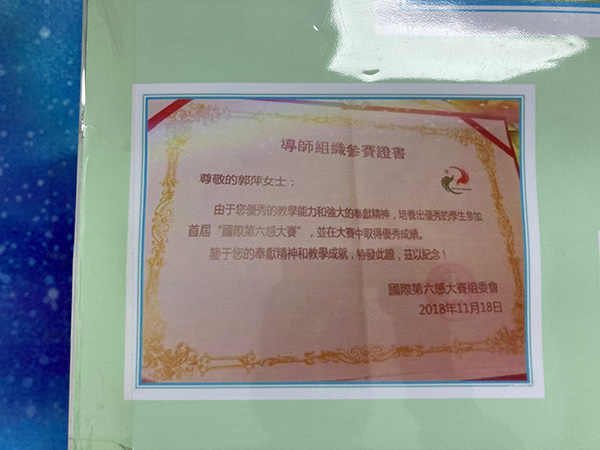 導師組織參賽證書
尊敬的郭萍女士：
由于您優秀的教學能力和強大的奉獻精神，培養出優秀的學生參加
首屆“國際第六感大賽”，並在大賽中取得優秀成績。
鑒于您的奉獻精神和教學成就，特發此證，茲以紀念！
國際第六感大賽組委會
2018年11月18日